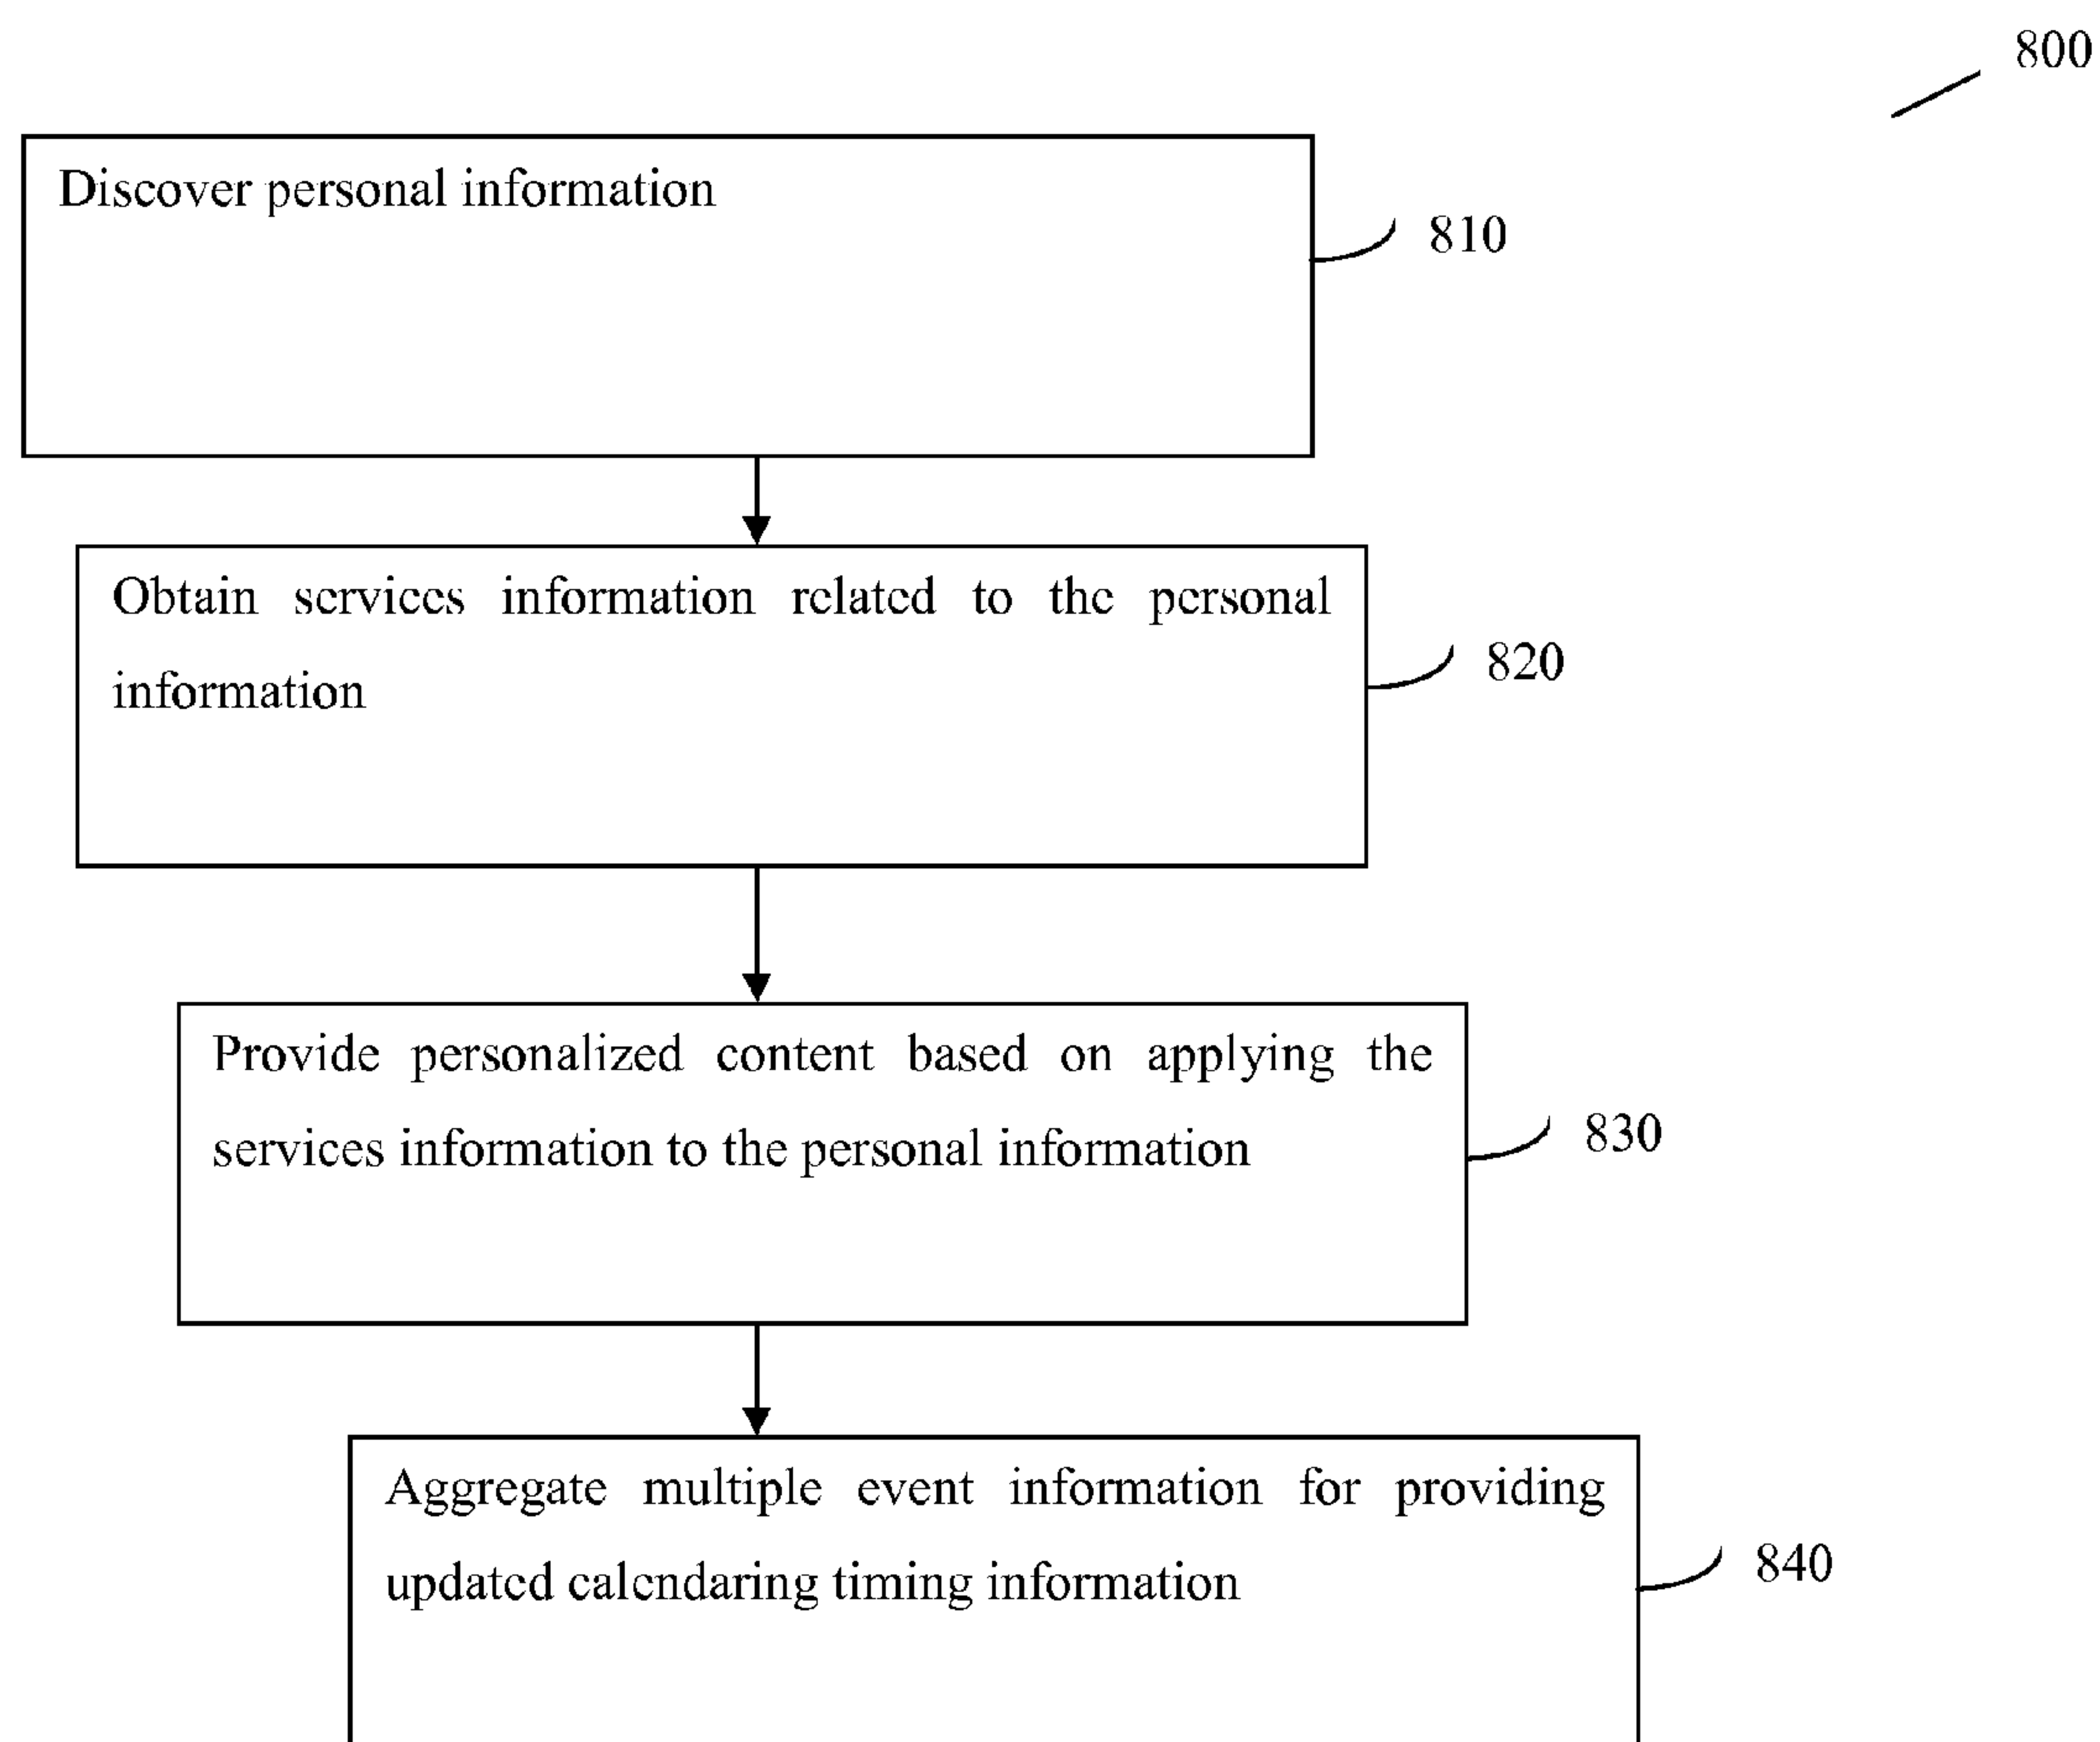 800
Discover personal information
810
Obtain services information related to the personal
information
820
Provide personalized content based on applying the
services information to the personal information
830
Aggregate multiple event information for providing
updated calendaring timing information
840